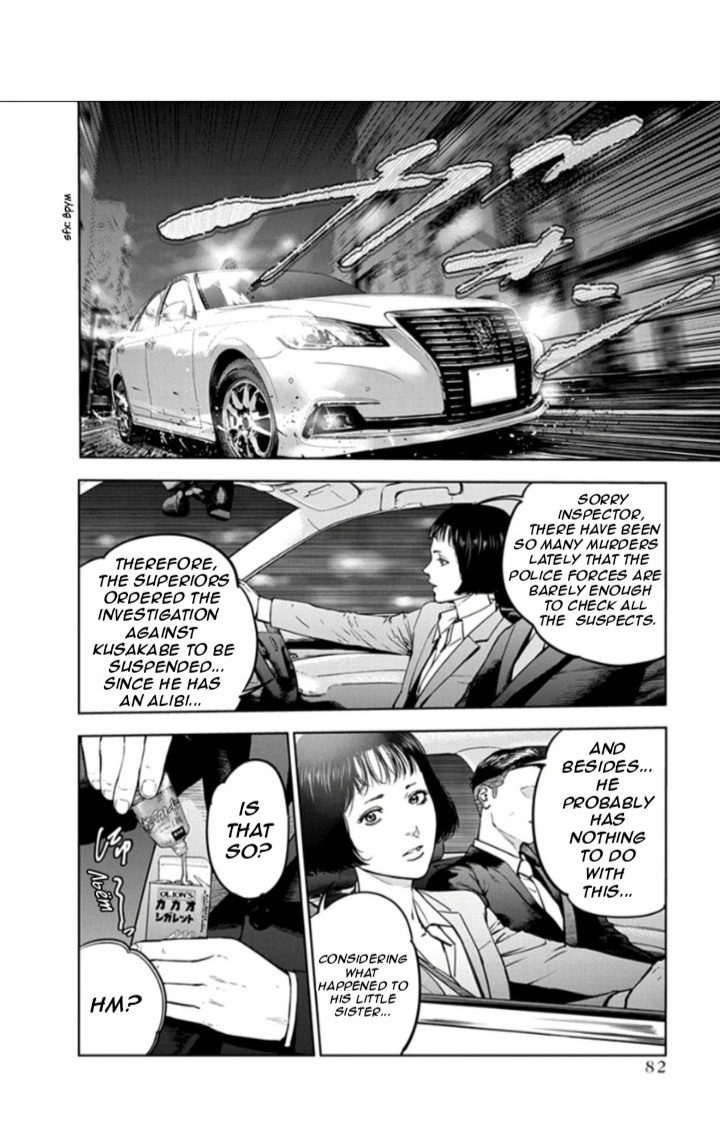 sfx: вруум
SORRY
INSPECTOR,
THERE HAVE BEEN
SO MANY MURDERS
LATELY THAT THE
POLICE FORCES ARE
BARELY ENOUGH
TO CHECK ALL
THE SUSPECTS.
THEREFORE,
THE SUPERIORS
ORDERED THE
INVESTIGATION
AGAINST
KUSAKABE TO BE
SUSPENDED...
SINCE HE HAS
AN ALIBI...
AND
BESIDES...
HE
PROBABLY
HAS
NOTHING
TO DO
WITH
THIS...
CONSIDERING
WHAT
HAPPENED TO
HIS LITTLE
SISTER...
IS
THAT
SO?
OLION'S
カカオ
シガレット
HM?
82